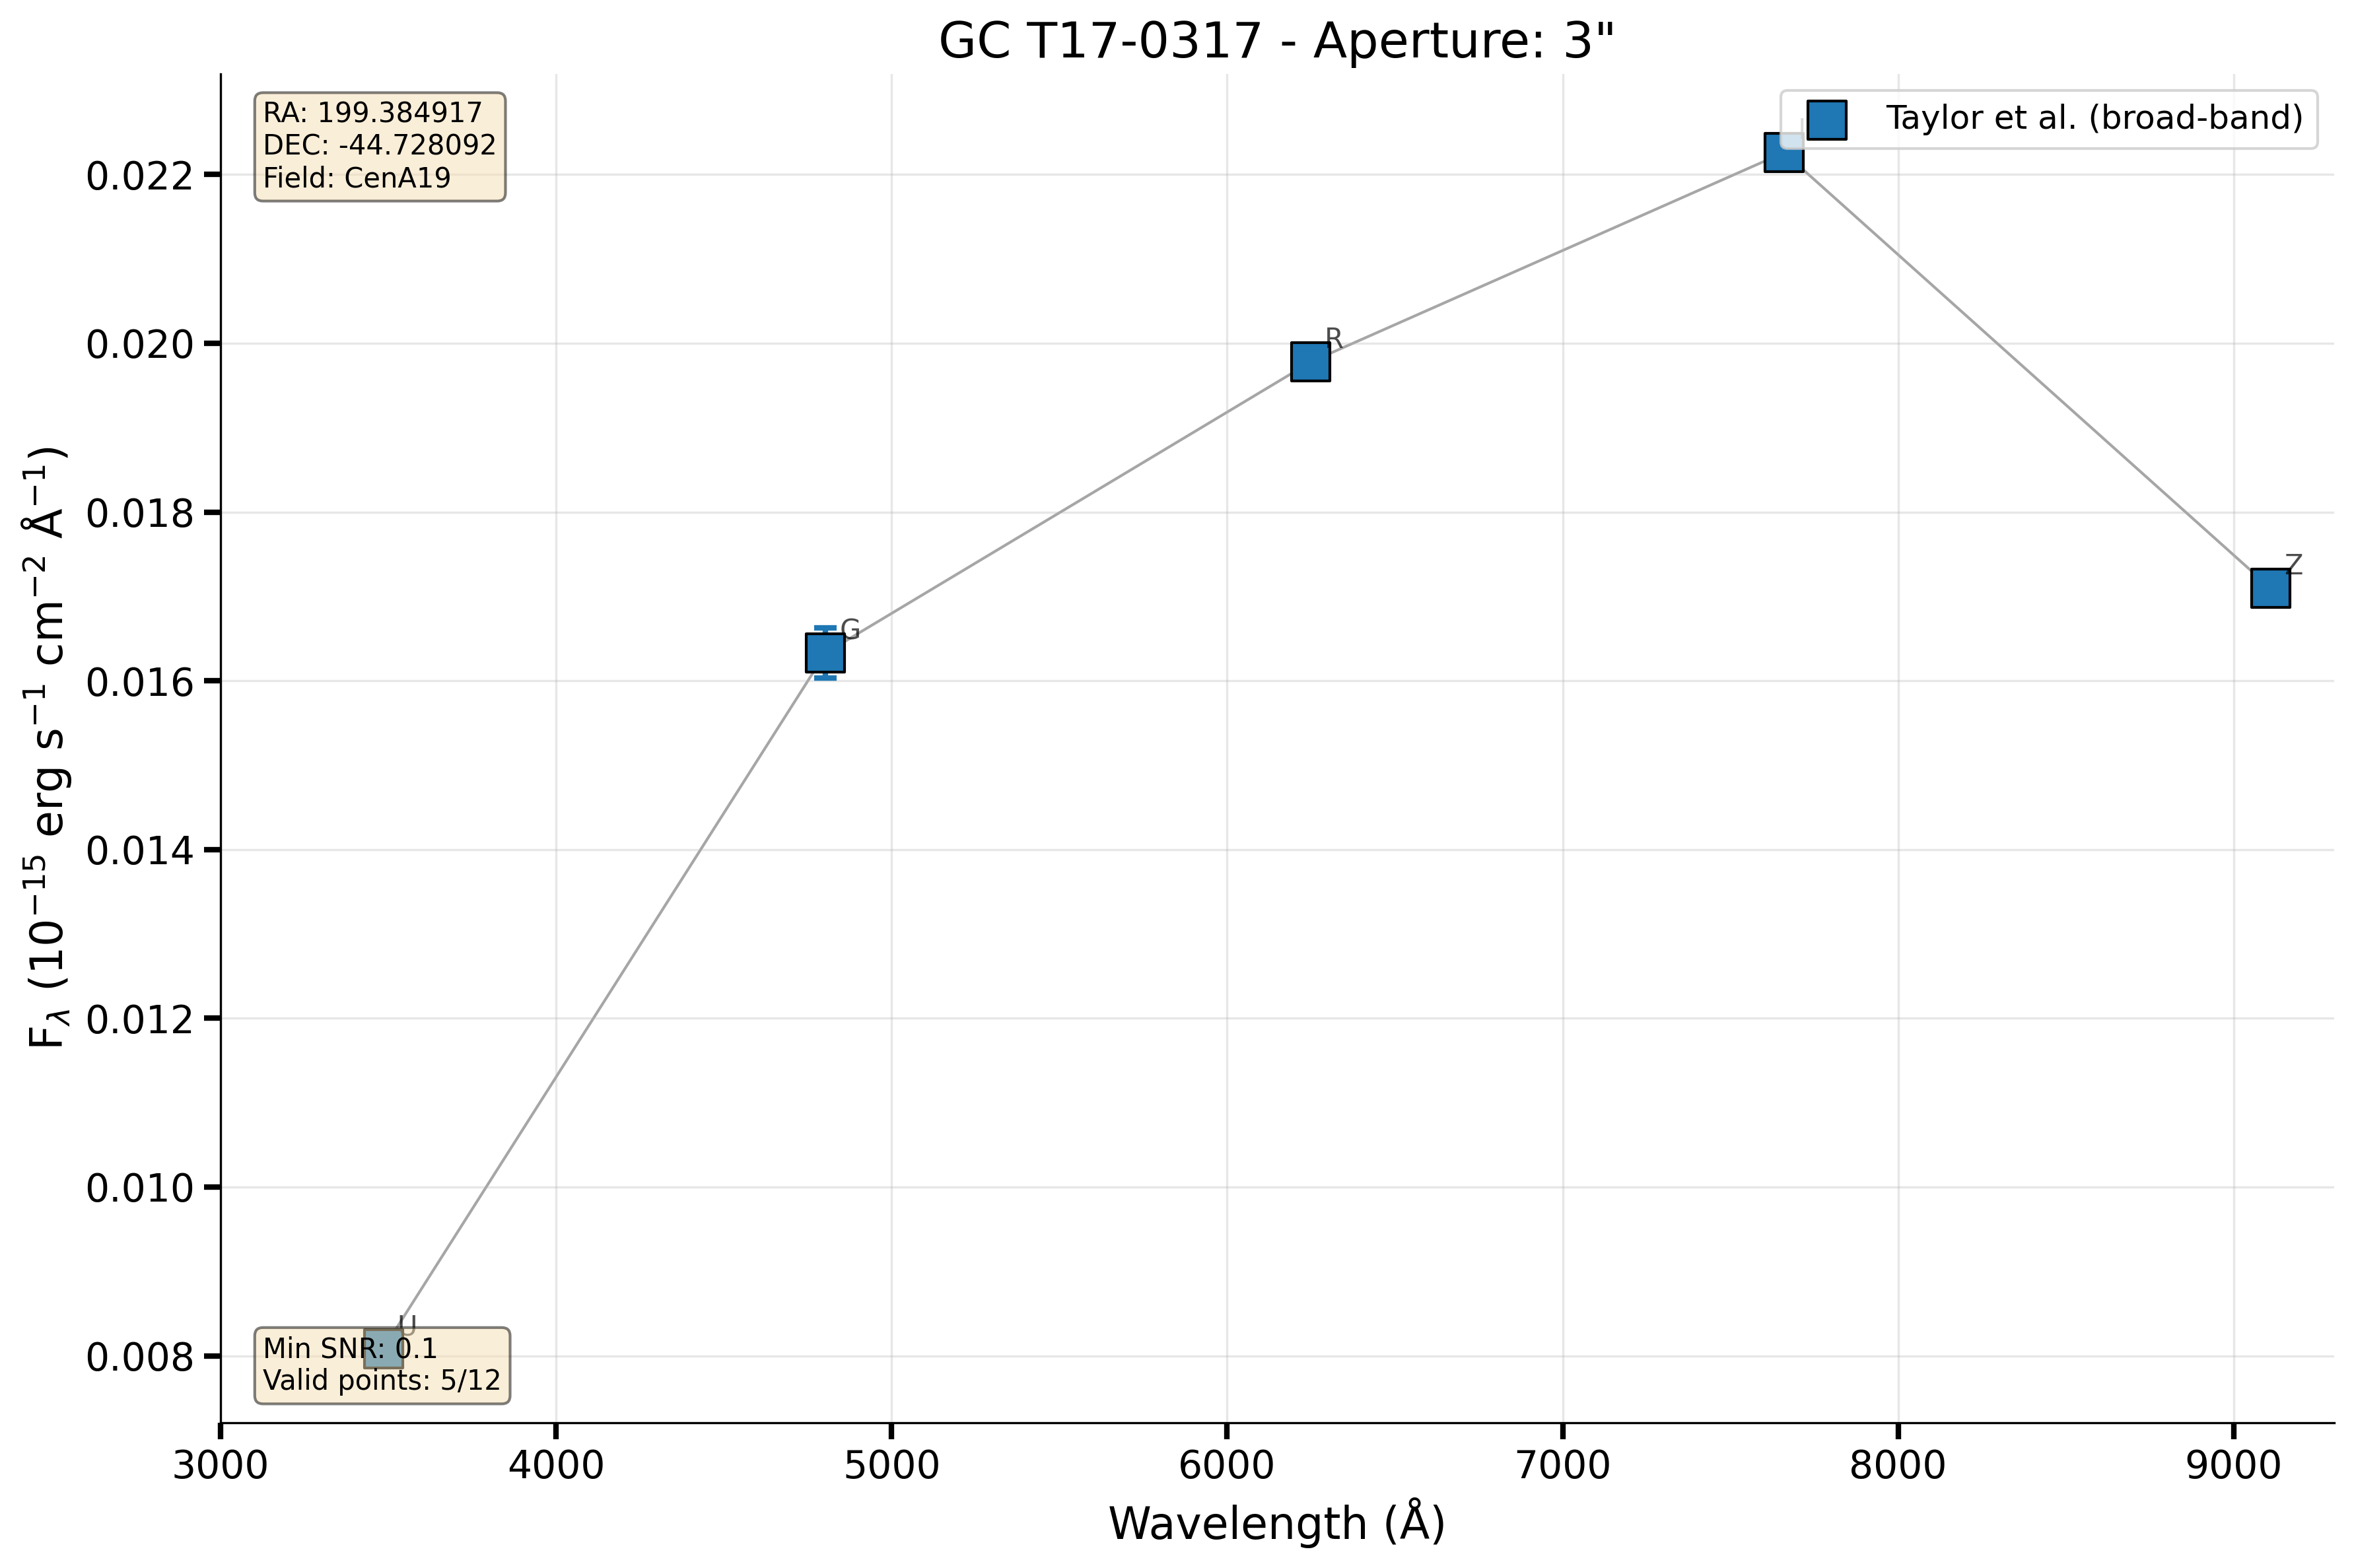 GC T17-0317 - Aperture: 3"
RA: 199.384917
DEC: -44.728092
Field: CenA19
Taylor et al. (broad-band)
F_λ (10⁻¹⁵ erg s⁻¹ cm⁻² Å⁻¹)
0.022
0.020
0.018
0.016
0.014
0.012
0.010
0.008
R
G
Z
U
Min SNR: 0.1
Valid points: 5/12
3000
4000
5000
6000
7000
8000
9000
Wavelength (Å)